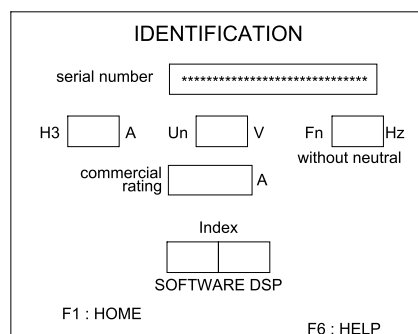 IDENTIFICATION
serial number ******************************
H3 A Un V Fn Hz
without neutral
commercial
rating A
Index
SOFTWARE DSP
F1 : HOME
F6 : HELP